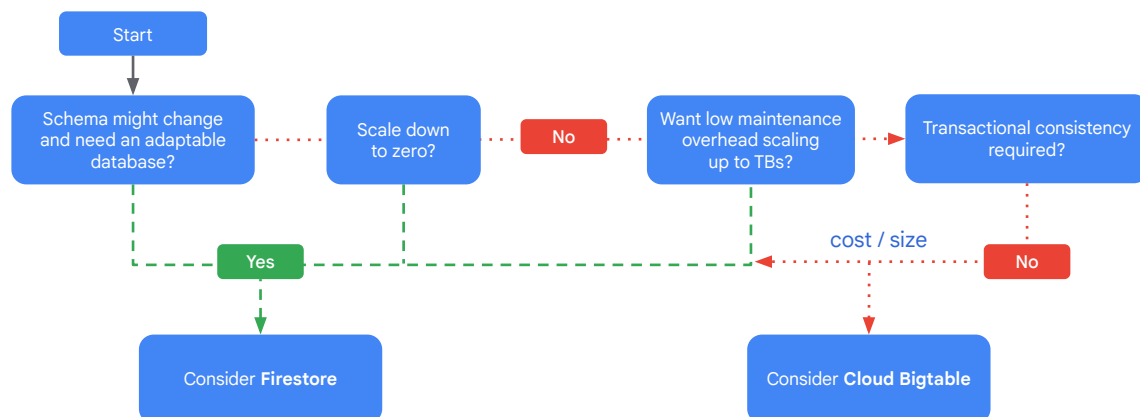 Start
Schema might change
and need an adaptable
database?
Scale down
to zero?
No
Want low maintenance
overhead scaling
up to TBs?
Transactional consistency
required?
cost / size
Yes
No
Consider Firestore
Consider Cloud Bigtable